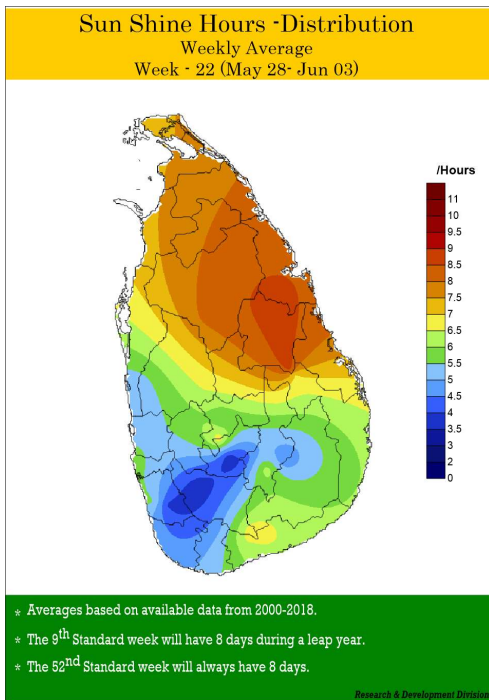 Sun Shine Hours -Distribution
Weekly Average
Week - 22 (May 28- Jun 03)
/Hours
11
10
9.5
9
8.5
8
7.5
7
6.5
6
5.5
5
4.5
4
3.5
3
2
0
* Averages based on available data from 2000-2018.
* The 9th Standard week will have 8 days during a leap year.
* The 52nd Standard week will always have 8 days.
Research & Development Division